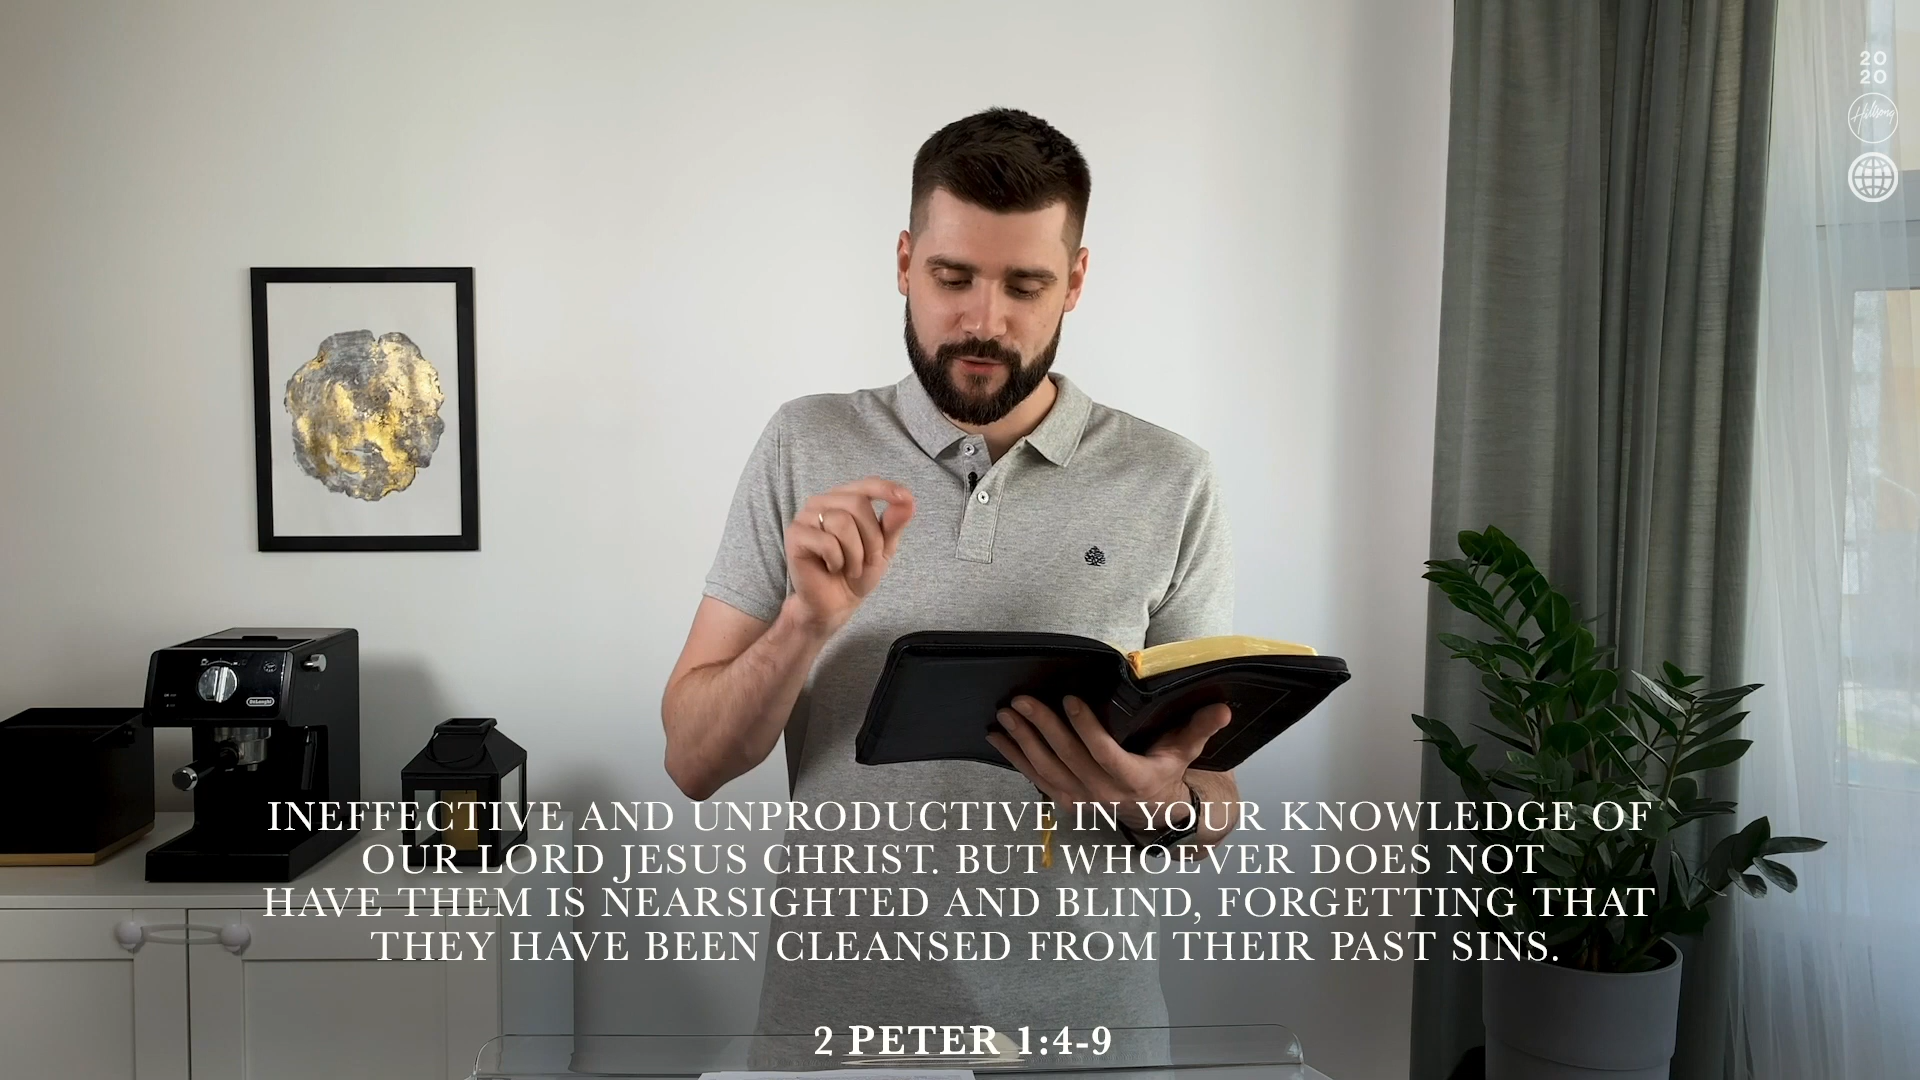 20
20
Hillsong
DeLonghi
INEFFECTIVE AND UNPRODUCTIVE IN YOUR KNOWLEDGE OF
OUR LORD JESUS CHRIST. BUT WHOEVER DOES NOT
HAVE THEM IS NEARSIGHTED AND BLIND, FORGETTING THAT
THEY HAVE BEEN CLEANSED FROM THEIR PAST SINS.
2 PETER 1:4-9